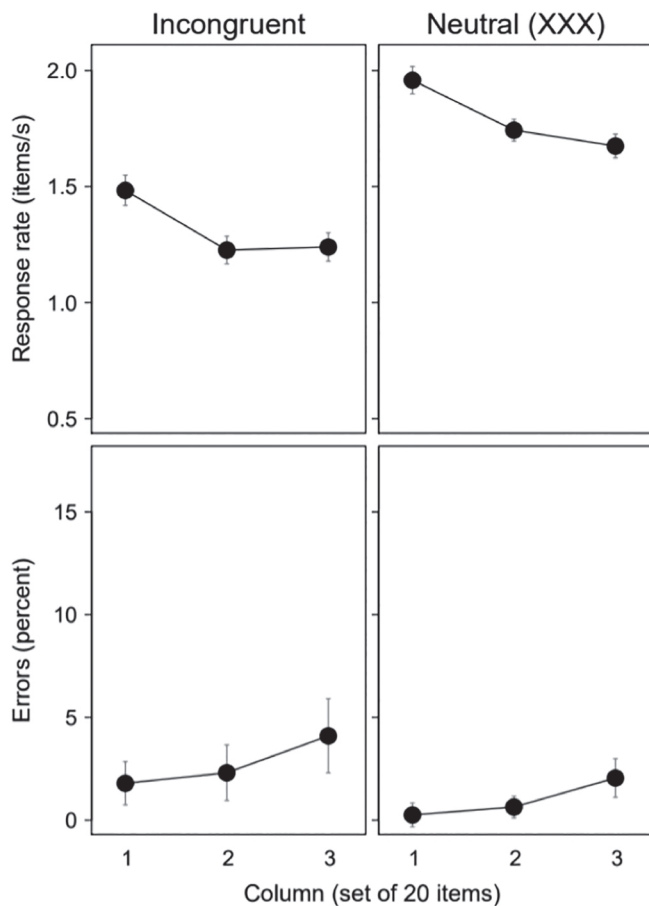 Incongruent
Neutral (XXX)
Response rate (items/s)
2.0
1.5
1.0
0.5
Errors (percent)
15
10
5
0
1 2 3
1 2 3
Column (set of 20 items)